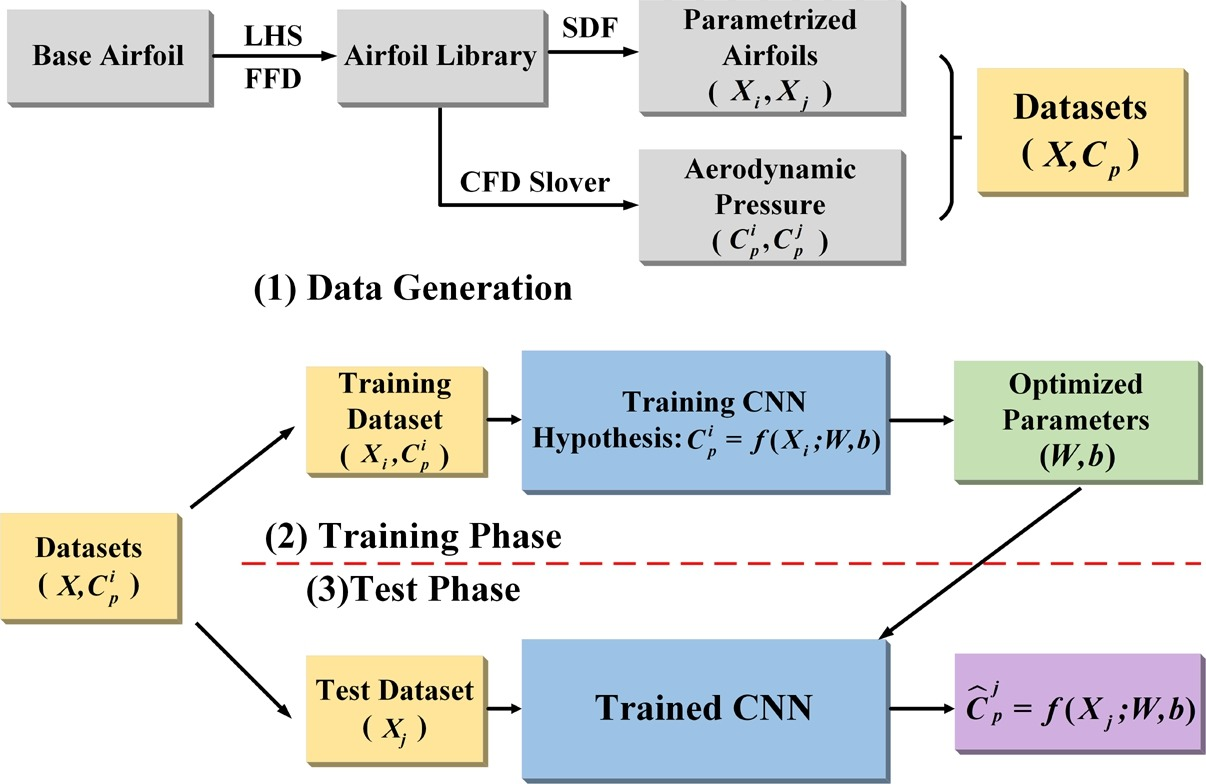 Base Airfoil
LHS
FFD
Airfoil Library
SDF
Parametrized
Airfoils
( X_i, X_j )
CFD Slover
Aerodynamic
Pressure
( C_p^i, C_p^j )
Datasets
( X, C_p )
(1) Data Generation
Datasets
( X, C_p^i )
Training
Dataset
( X_i, C_p^i )
Training CNN
Hypothesis: C_p^i = f(X_i;W,b)
Optimized
Parameters
(W,b)
(2) Training Phase
(3)Test Phase
Test Dataset
( X_j )
Trained CNN
Ĉ_p^j = f(X_j;W,b)